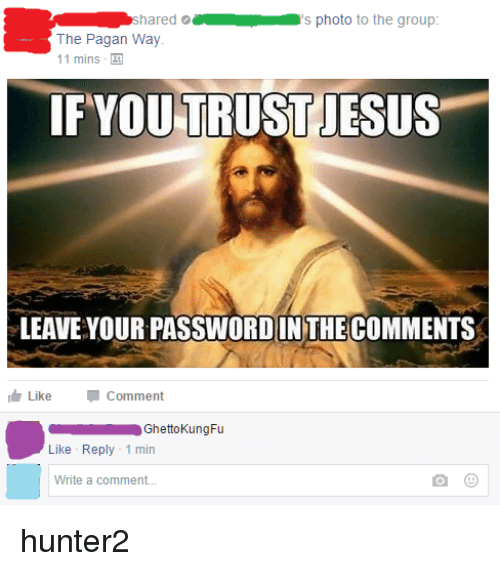 shared
's photo to the group:
The Pagan Way.
11 mins ·
IF YOU TRUST JESUS
LEAVE YOUR PASSWORD IN THE COMMENTS
Like Comment
GhettoKungFu
Like · Reply · 1 min
Write a comment...
hunter2